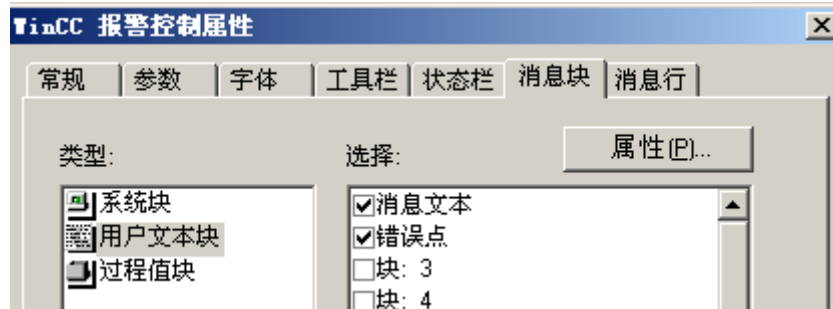 WinCC 报警控制属性
常规 参数 字体 工具栏 状态栏 消息块 消息行
类型: 选择: 属性(P)...
系统块 消息文本
用户文本块 错误点
过程值块 块: 3
块: 4